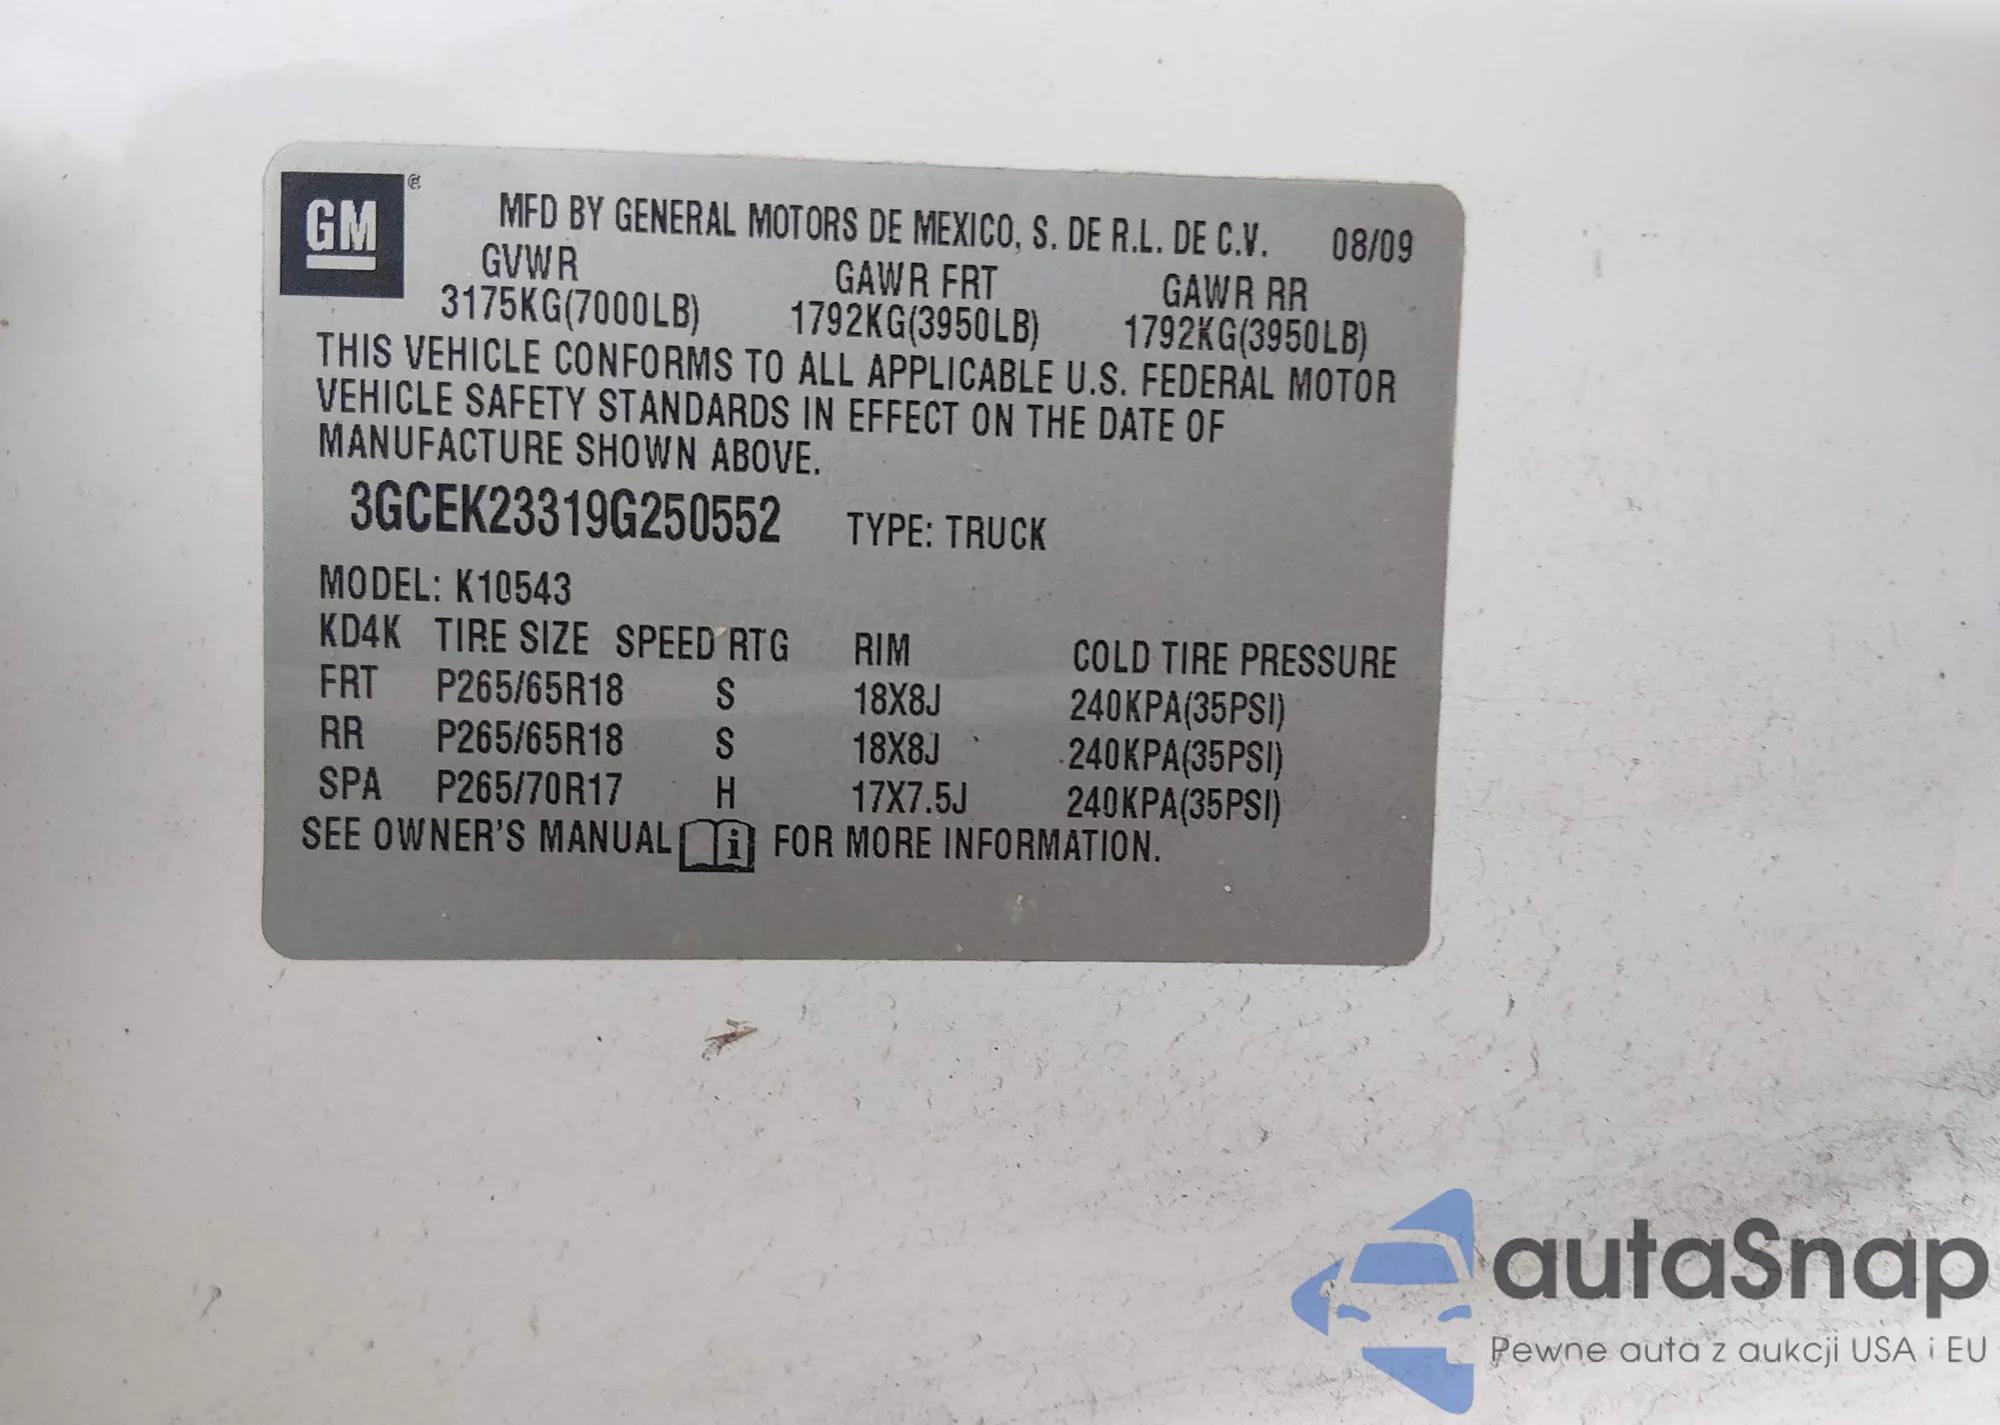 GM®
MFD BY GENERAL MOTORS DE MEXICO, S. DE R.L. DE C.V. 08/09
GVWR GAWR FRT GAWR RR
3175KG(7000LB) 1792KG(3950LB) 1792KG(3950LB)
THIS VEHICLE CONFORMS TO ALL APPLICABLE U.S. FEDERAL MOTOR
VEHICLE SAFETY STANDARDS IN EFFECT ON THE DATE OF
MANUFACTURE SHOWN ABOVE.
3GCEK23319G250552 TYPE: TRUCK
MODEL: K10543
KD4K TIRE SIZE SPEED RTG RIM COLD TIRE PRESSURE
FRT P265/65R18 S 18X8J 240KPA(35PSI)
RR P265/65R18 S 18X8J 240KPA(35PSI)
SPA P265/70R17 H 17X7.5J 240KPA(35PSI)
SEE OWNER'S MANUAL i FOR MORE INFORMATION.
autaSnap
Pewne auta z aukcji USA i EU